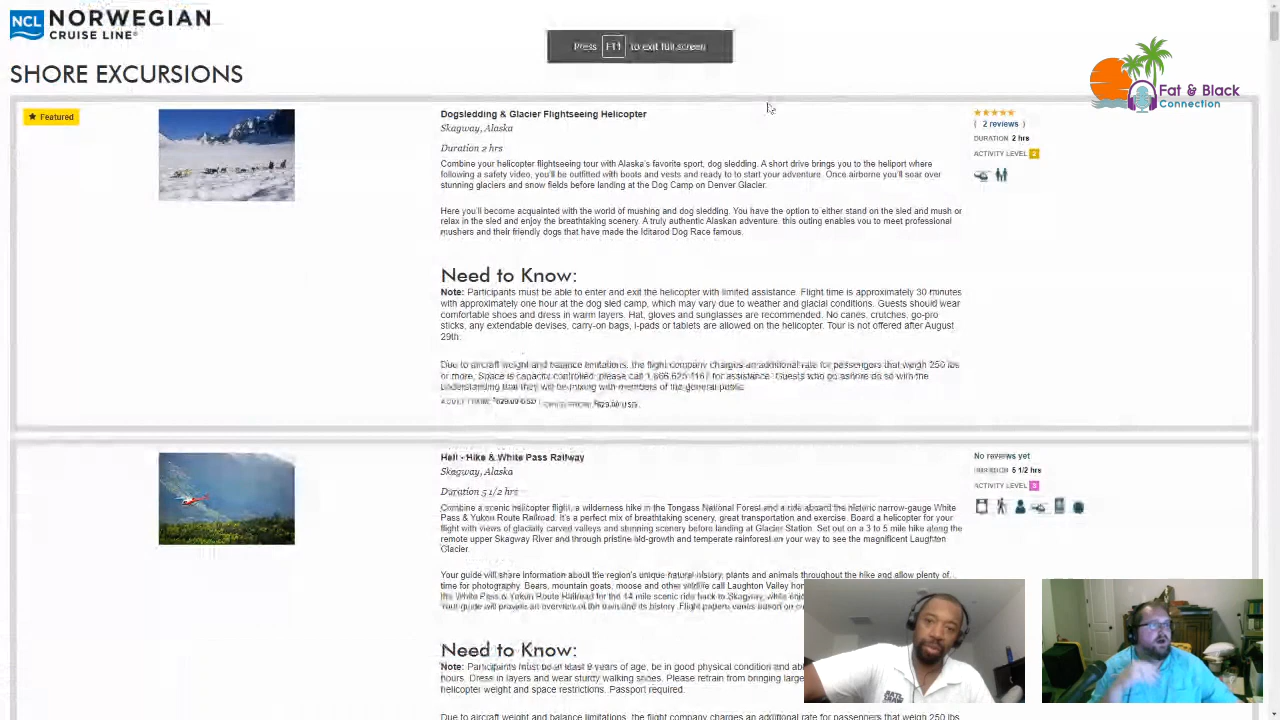 NCL NORWEGIAN
CRUISE LINE®
SHORE EXCURSIONS
Press F11 to exit full screen
Fat & Black
Connection
Featured
Dogsledding & Glacier Flightseeing Helicopter
Skagway, Alaska
Duration 2 hrs
Combine your helicopter flightseeing tour with Alaska's favorite sport, dog sledding. A short drive brings you to the heliport where
following a safety video, you'll be outfitted with boots and vests and ready to to start your adventure. Once airborne you'll soar over
stunning glaciers and snow fields before landing at the Dog Camp on Denver Glacier.
Here you'll become acquainted with the world of mushing and dog sledding. You have the option to either stand on the sled and mush or
relax in the sled and enjoy the breathtaking scenery. A truly authentic Alaskan adventure, this outing enables you to meet professional
mushers and their friendly dogs that have made the Iditarod Dog Race famous.
( 2 reviews )
DURATION 2 hrs
ACTIVITY LEVEL 2
Need to Know:
Note: Participants must be able to enter and exit the helicopter with limited assistance. Flight time is approximately 30 minutes
with approximately one hour at the dog sled camp, which may vary due to weather and glacial conditions. Guests should wear
comfortable shoes and dress in warm layers. Hat, gloves and sunglasses are recommended. No canes, crutches, go-pro
sticks, any extendable devises, carry-on bags, I-pads or tablets are allowed on the helicopter. Tour is not offered after August
29th.
Due to aircraft weight and balance limitations, the flight company charges an additional rate for passengers that weigh 250 lbs
or more. Space is capacity controlled, please call for assistance. Guests who go ashore do so with the
understanding that they will be mixing with members of the general public.
Heli - Hike & White Pass Railway
Skagway, Alaska
Duration 5 1/2 hrs
Combine a scenic helicopter flight, a wilderness hike in the Tongass National Forest and a ride aboard the historic narrow-gauge White
Pass & Yukon Route Railroad. It's a perfect mix of breathtaking scenery, great transportation and exercise. Board a helicopter for your
flight with views of glacially carved valleys and stunning scenery before landing at Glacier Station. Set out on a 3 to 5 mile hike along the
remote upper Skagway River and through pristine old-growth and temperate rainforest on your way to see the magnificent Laughton
Glacier.
Your guide will share information about the region's unique natural history, plants and animals throughout the hike and allow plenty of
time for photography. Bears, mountain goats, moose and other wildlife call Laughton Valley
the White Pass & Yukon Route Railroad for the 14 mile scenic ride back to Skagway, while
Your guide will provide an overview of the train and its history. Flight paths varies based on
No reviews yet
DURATION 5 1/2 hrs
ACTIVITY LEVEL 3
Need to Know:
Note: Participants must be at least 8 years of age, be in good physical condition and
hours. Dress in layers and wear sturdy walking shoes. Please refrain from bringing
helicopter weight and space restrictions. Passport required.
Due to aircraft weight and balance limitations, the flight company charges an additional rate for passengers that weigh 250 lbs